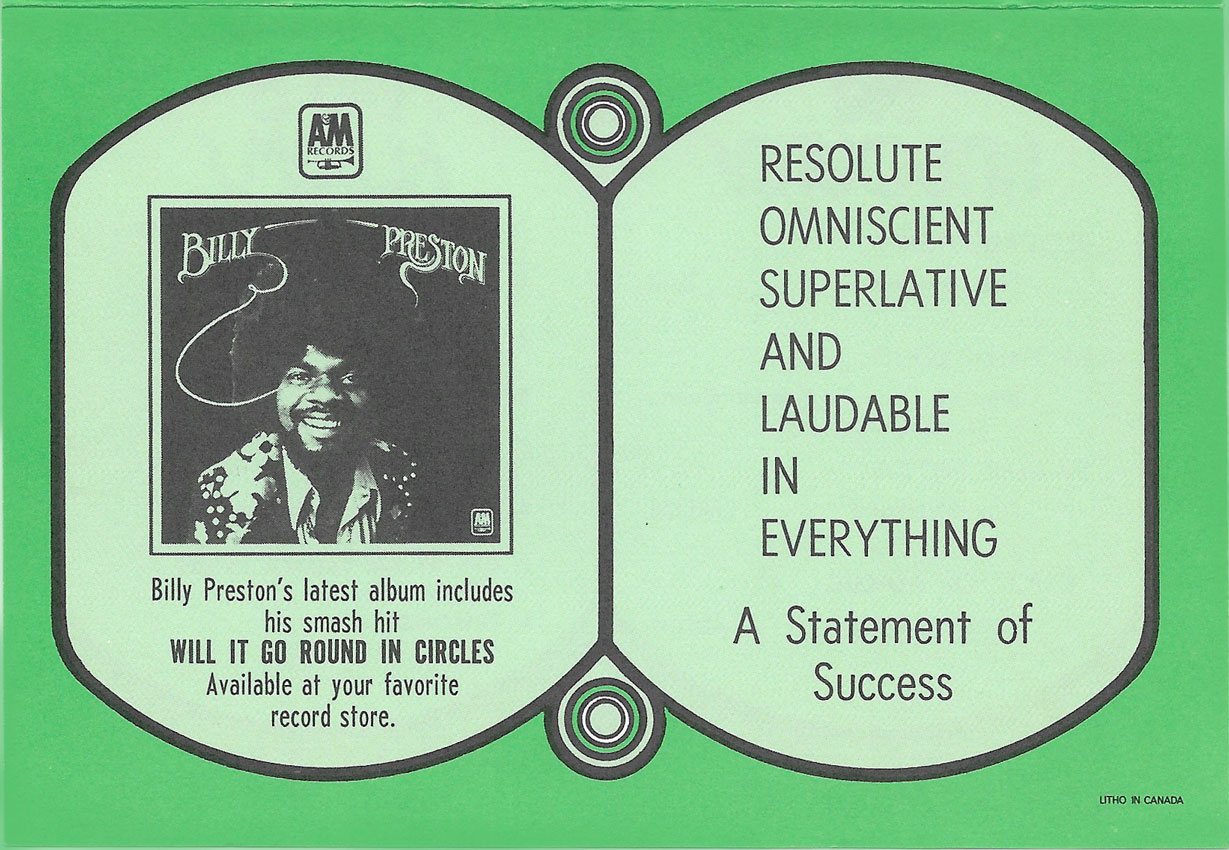 A&M
RECORDS
BILLY PRESTON
A&M
Billy Preston's latest album includes
his smash hit
WILL IT GO ROUND IN CIRCLES
Available at your favorite
record store.
RESOLUTE
OMNISCIENT
SUPERLATIVE
AND
LAUDABLE
IN
EVERYTHING
A Statement of
Success
LITHO IN CANADA